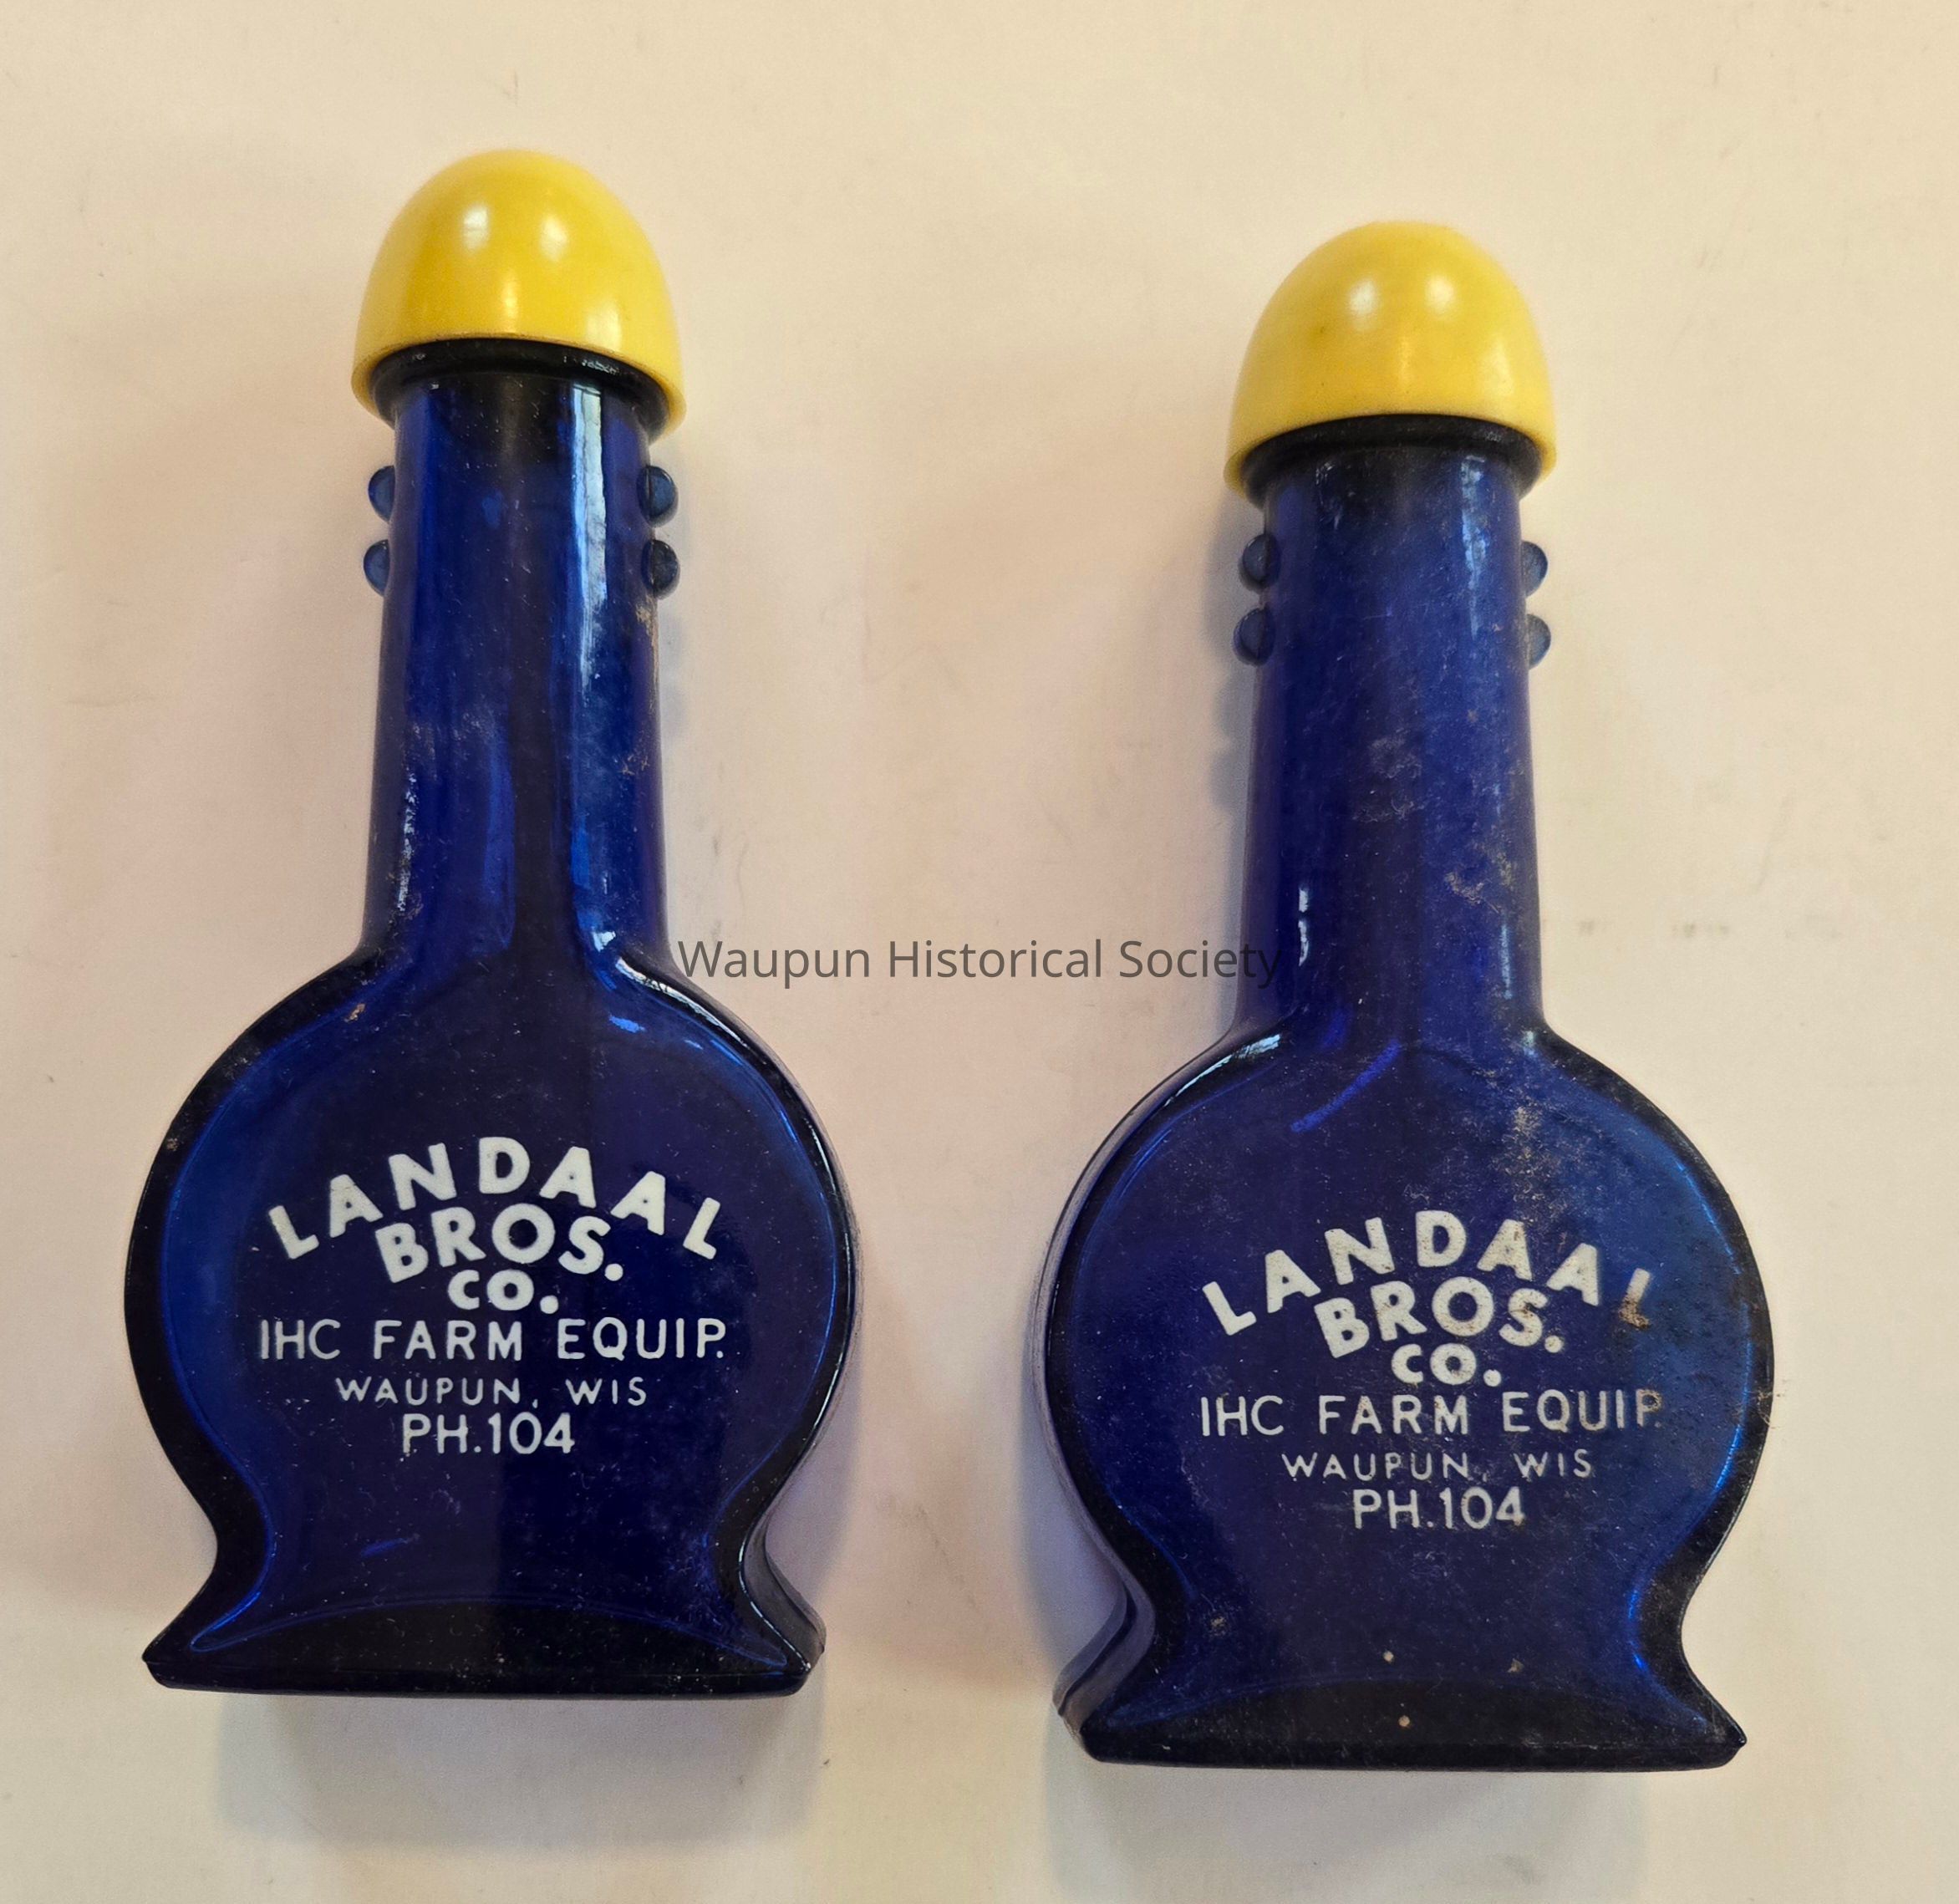 LANDAAL
BROS.
CO.
IHC FARM EQUIP.
WAUPUN, WIS
PH.104
Waupun Historical Society
LANDAAL
BROS.
CO.
IHC FARM EQUIP.
WAUPUN, WIS
PH.104